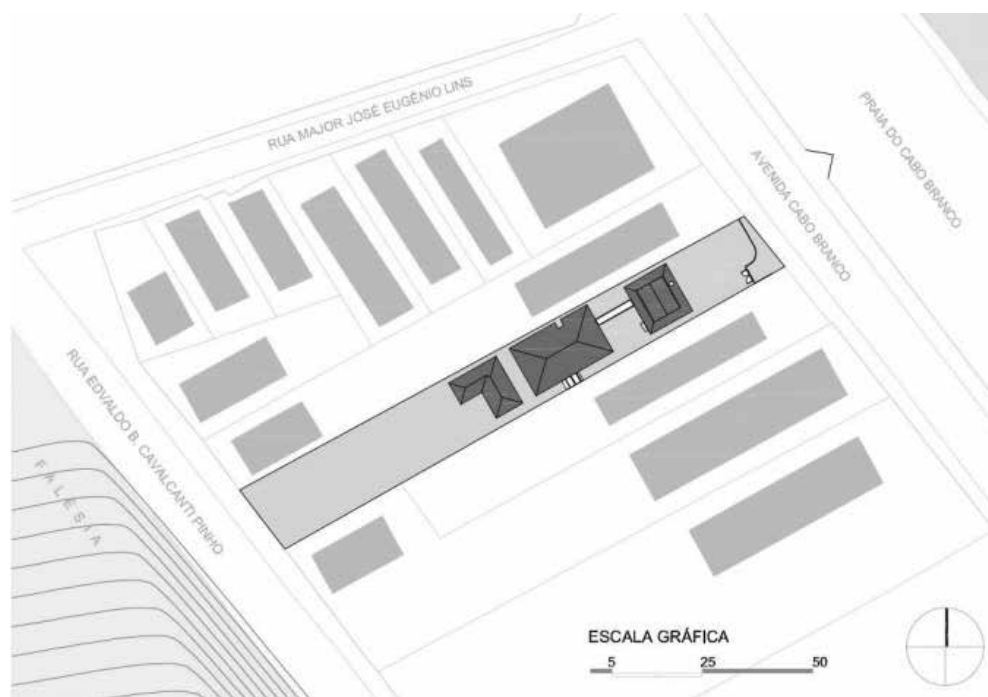 RUA MAJOR JOSÉ EUGÊNIO LINS
PRAIA DO CABO BRANCO
AVENIDA CABO BRANCO
RUA EDVALDO B. CAVALCANTI PINHO
FALÉSIA
ESCALA GRÁFICA
5 25 50